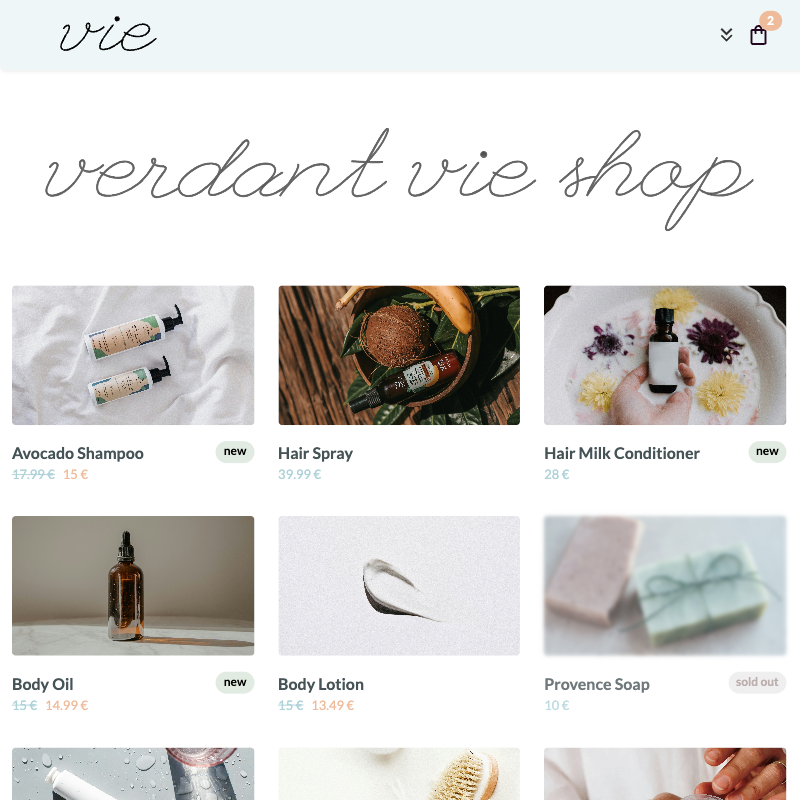 vie
2
verdant vie shop
Avocado Shampoo new
17.99 € 15 €
Hair Spray
39.99 €
Hair Milk Conditioner new
28 €
Body Oil new
15 € 14.99 €
Body Lotion
15 € 13.49 €
Provence Soap sold out
10 €